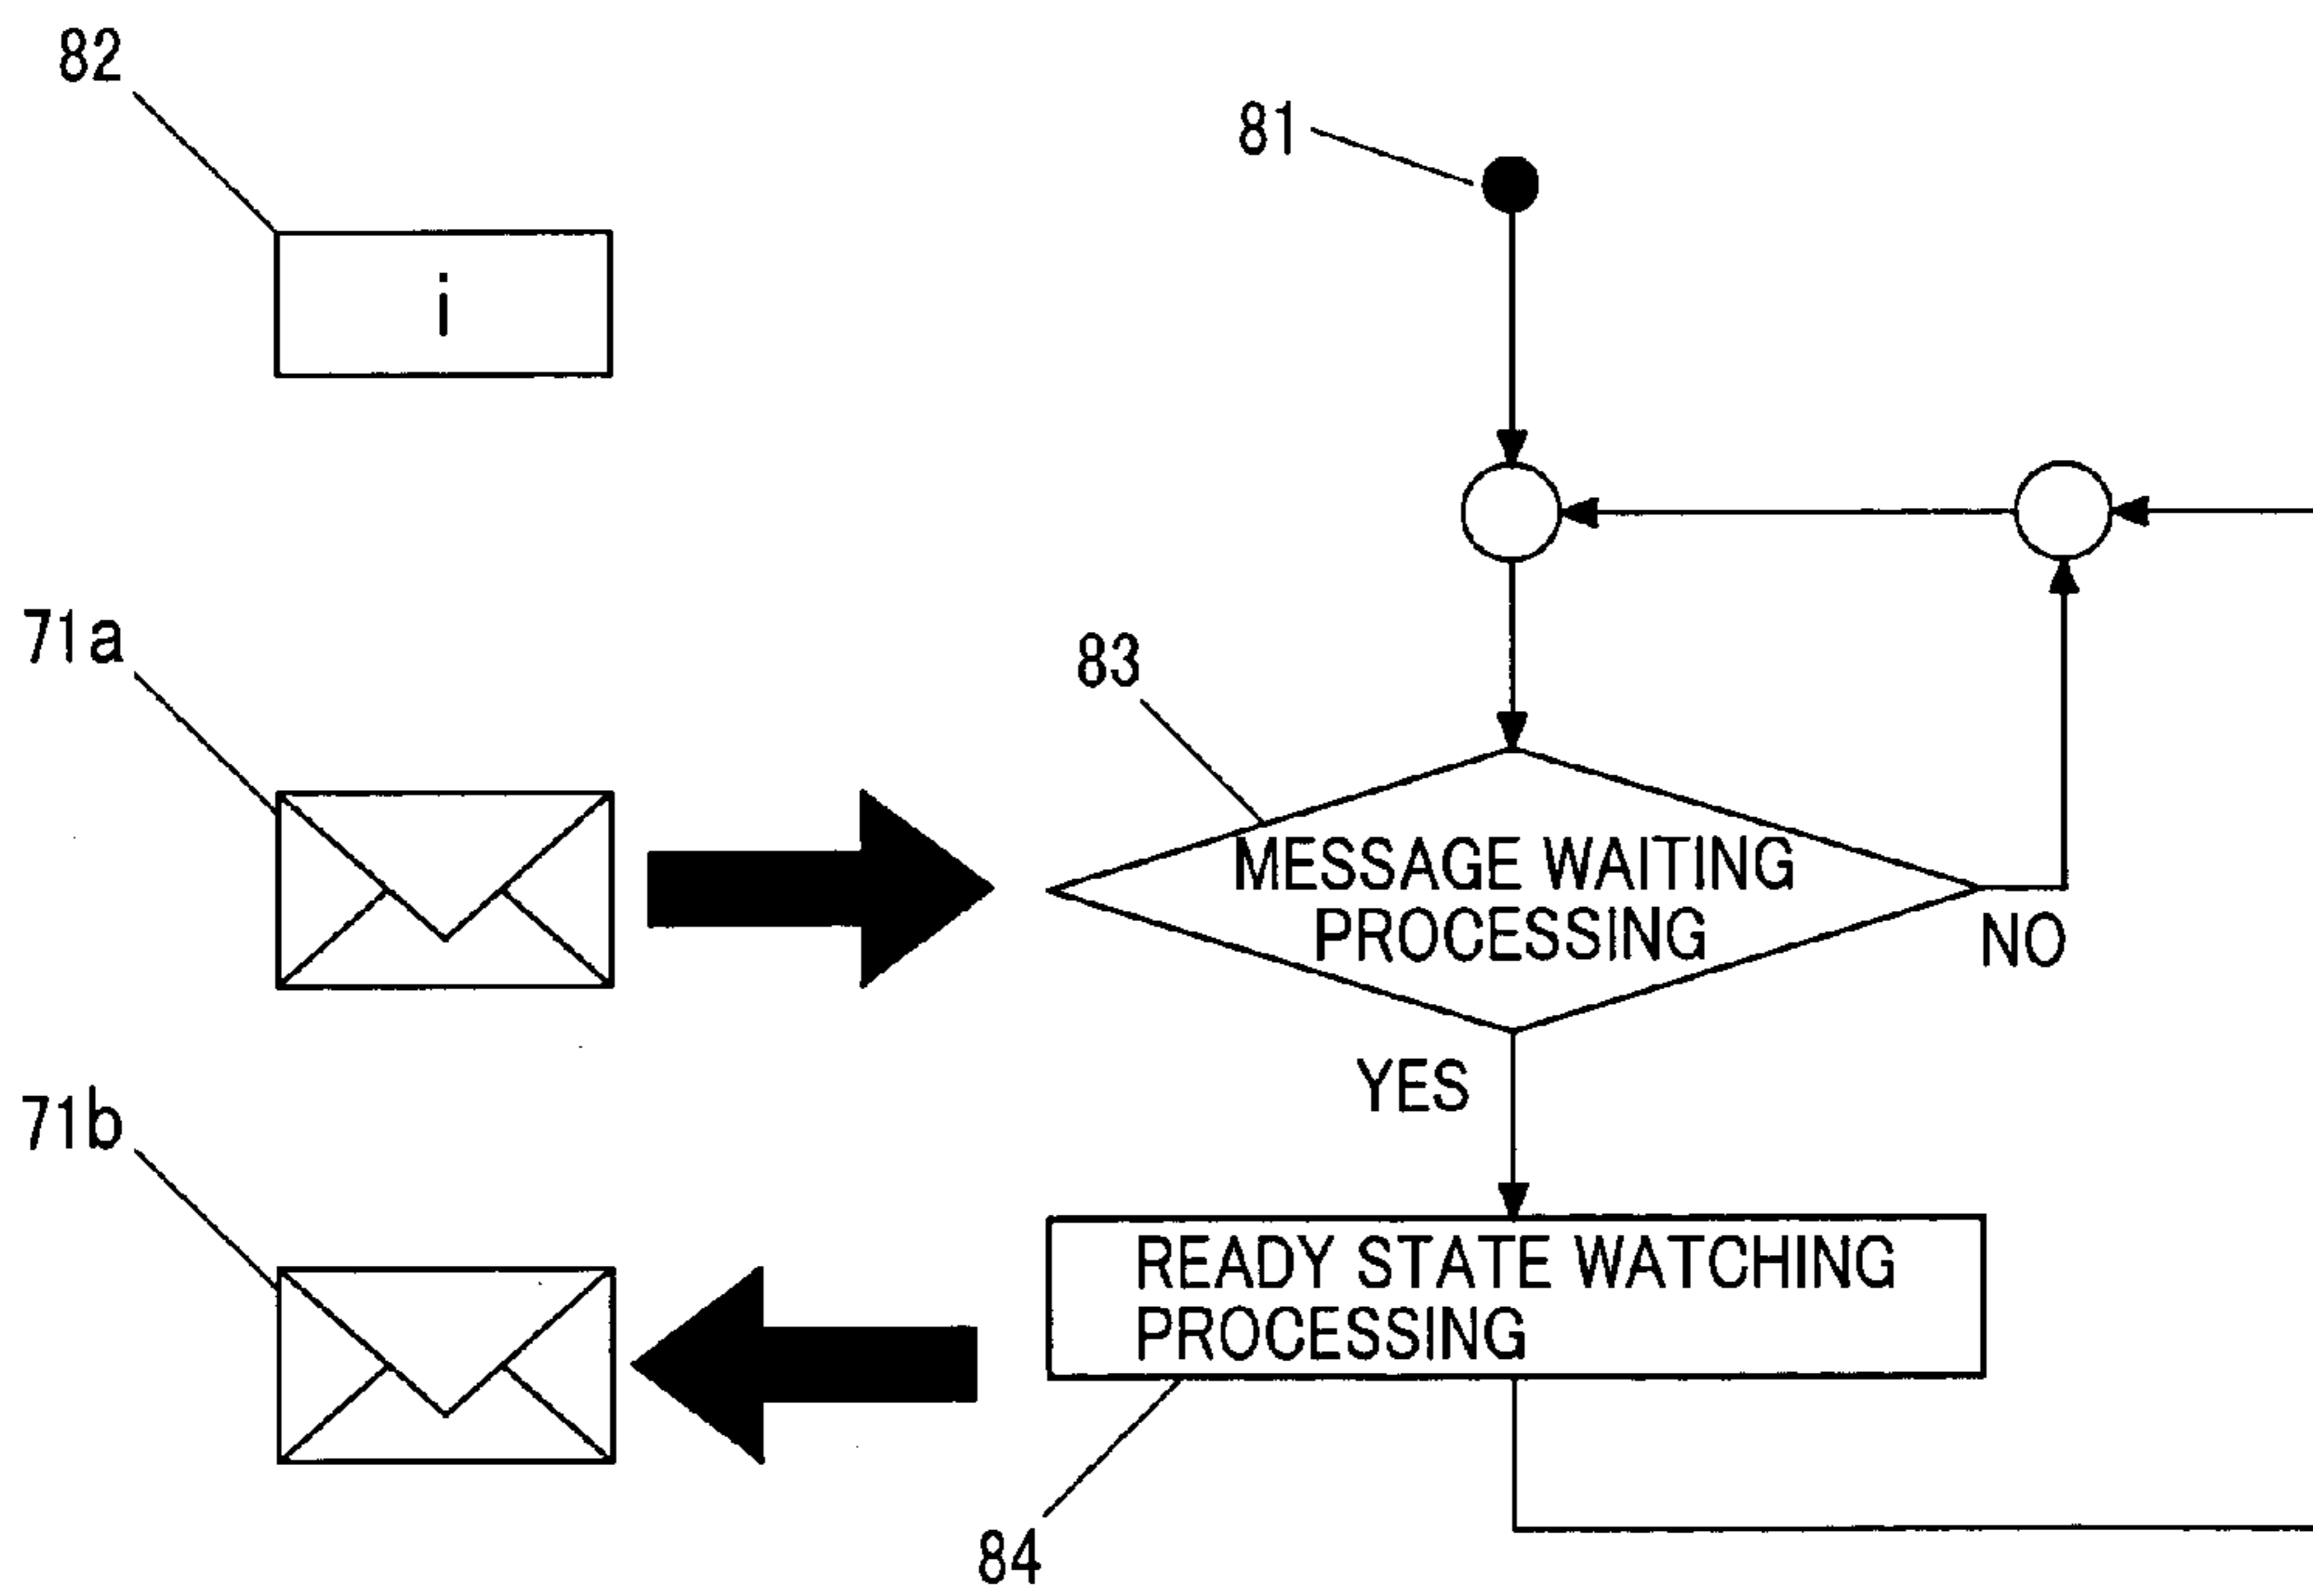 82
81
i
71a
83
MESSAGE WAITING
PROCESSING
NO
YES
71b
READY STATE WATCHING
PROCESSING
84